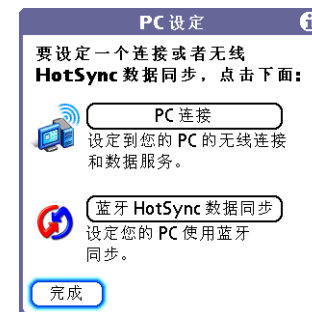 PC 设定
要设定一个连接或者无线
HotSync 数据同步，点击下面：
PC 连接
设定到您的 PC 的无线连接
和数据服务。
蓝牙 HotSync 数据同步
设定您的 PC 使用蓝牙
同步。
完成